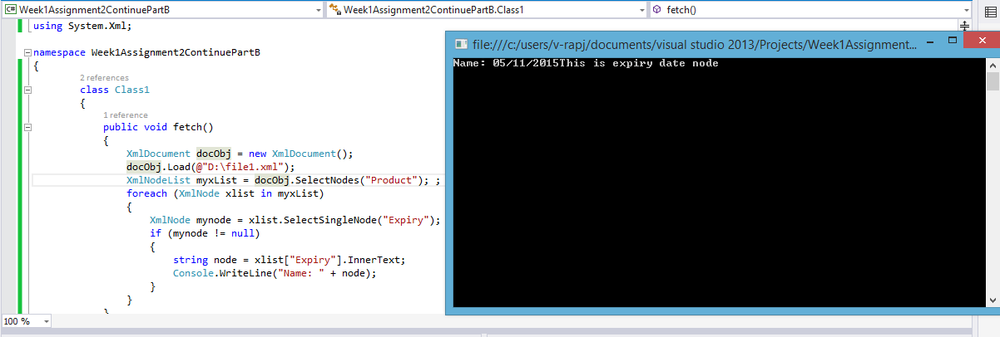 C# Week1Assignment2ContinuePartB
Week1Assignment2ContinuePartB.Class1
fetch()
using System.Xml;
namespace Week1Assignment2ContinuePartB
{
2 references
class Class1
{
1 reference
public void fetch()
{
XmlDocument docObj = new XmlDocument();
docObj.Load(@"D:\file1.xml");
XmlNodeList myxList = docObj.SelectNodes("Product"); ;
foreach (XmlNode xlist in myxList)
{
XmlNode mynode = xlist.SelectSingleNode("Expiry");
if (mynode != null)
{
string node = xlist["Expiry"].InnerText;
Console.WriteLine("Name: " + node);
}
}
}
100 %
file:///c:/users/v-rapj/documents/visual studio 2013/Projects/Week1Assignment...
Name: 05/11/2015This is expiry date node